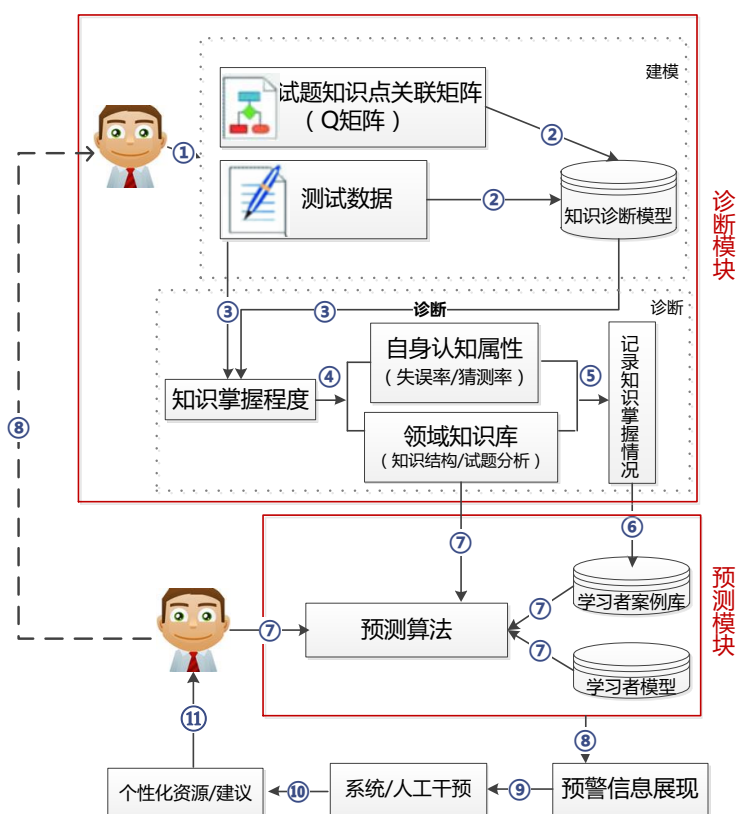 建模
试题知识点关联矩阵
（Q矩阵）
①
②
测试数据
②
知识诊断模型
诊断模块
③
③
诊断
诊断
自身认知属性
（失误率/猜测率）
④
⑤
知识掌握程度
记录知识掌握情况
领域知识库
（知识结构/试题分析）
⑧
⑥
⑦
预测模块
学习者案例库
⑦
⑦
预测算法
⑦
学习者模型
⑪
⑧
个性化资源/建议
⑩
系统/人工干预
⑨
预警信息展现